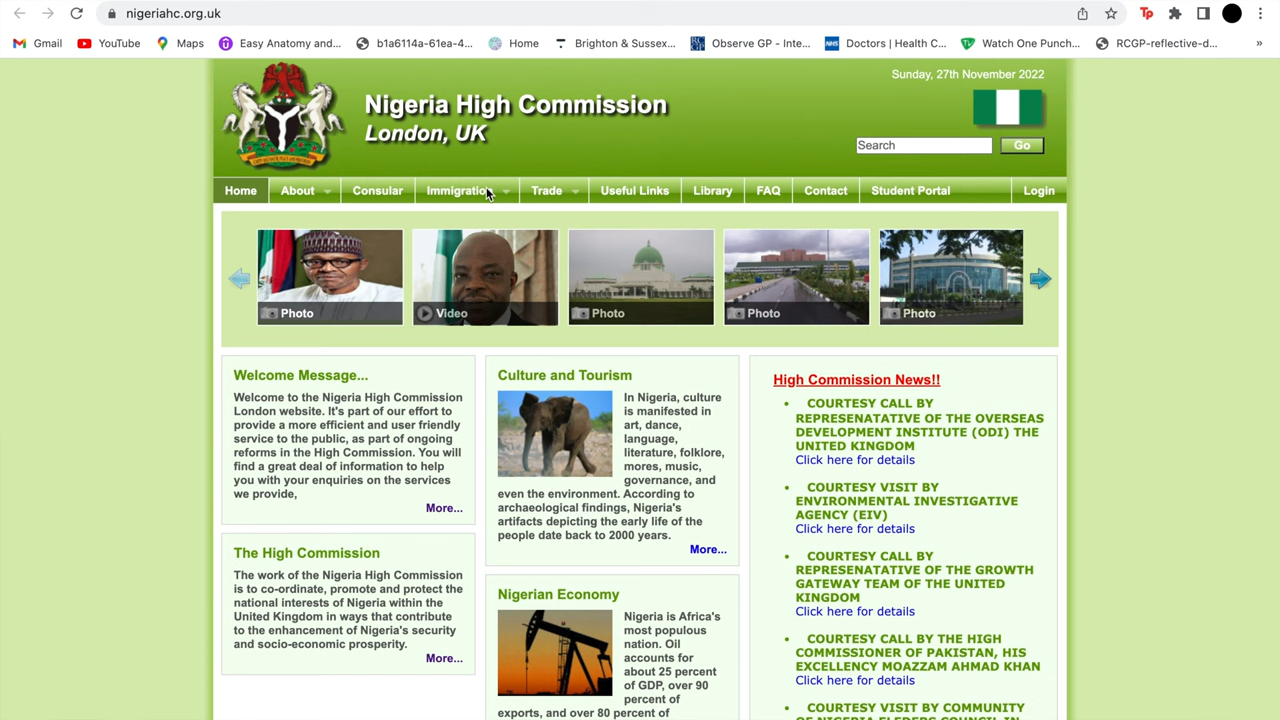 nigeriahc.org.uk
Tp
Gmail
YouTube
Maps
Easy Anatomy and...
b1a6114a-61ea-4...
Home
Brighton & Sussex...
Observe GP - Inte...
NHS
Doctors | Health C...
Watch One Punch...
RCGP-reflective-d...
»
Nigeria High Commission
London, UK
Sunday, 27th November 2022
Search
Go
Home
About
Consular
Immigration
Trade
Useful Links
Library
FAQ
Contact
Student Portal
Login
Photo
Video
Photo
Photo
Photo
Welcome Message...
Welcome to the Nigeria High Commission
London website. It's part of our effort to
provide a more efficient and user friendly
service to the public, as part of ongoing
reforms in the High Commission. You will
find a great deal of information to help
you with your enquiries on the services
we provide,
More...
The High Commission
The work of the Nigeria High Commission
is to co-ordinate, promote and protect the
national interests of Nigeria within the
United Kingdom in ways that contribute
to the enhancement of Nigeria's security
and socio-economic prosperity.
More...
Culture and Tourism
In Nigeria, culture
is manifested in
art, dance,
language,
literature, folklore,
mores, music,
governance, and
even the environment. According to
archaeological findings, Nigeria's
artifacts depicting the early life of the
people date back to 2000 years.
More...
Nigerian Economy
Nigeria is Africa's
most populous
nation. Oil
accounts for
about 25 percent
of GDP, over 90
percent of
exports, and over 80 percent of
High Commission News!!
• COURTESY CALL BY
REPRESENATATIVE OF THE OVERSEAS
DEVELOPMENT INSTITUTE (ODI) THE
UNITED KINGDOM
Click here for details
• COURTESY VISIT BY
ENVIRONMENTAL INVESTIGATIVE
AGENCY (EIV)
Click here for details
• COURTESY CALL BY
REPRESENATATIVE OF THE GROWTH
GATEWAY TEAM OF THE UNITED
KINGDOM
Click here for details
• COURTESY CALL BY THE HIGH
COMMISSIONER OF PAKISTAN, HIS
EXCELLENCY MOAZZAM AHMAD KHAN
Click here for details
• COURTESY VISIT BY COMMUNITY
OF NIGERIA ELDERS COUNCIL IN